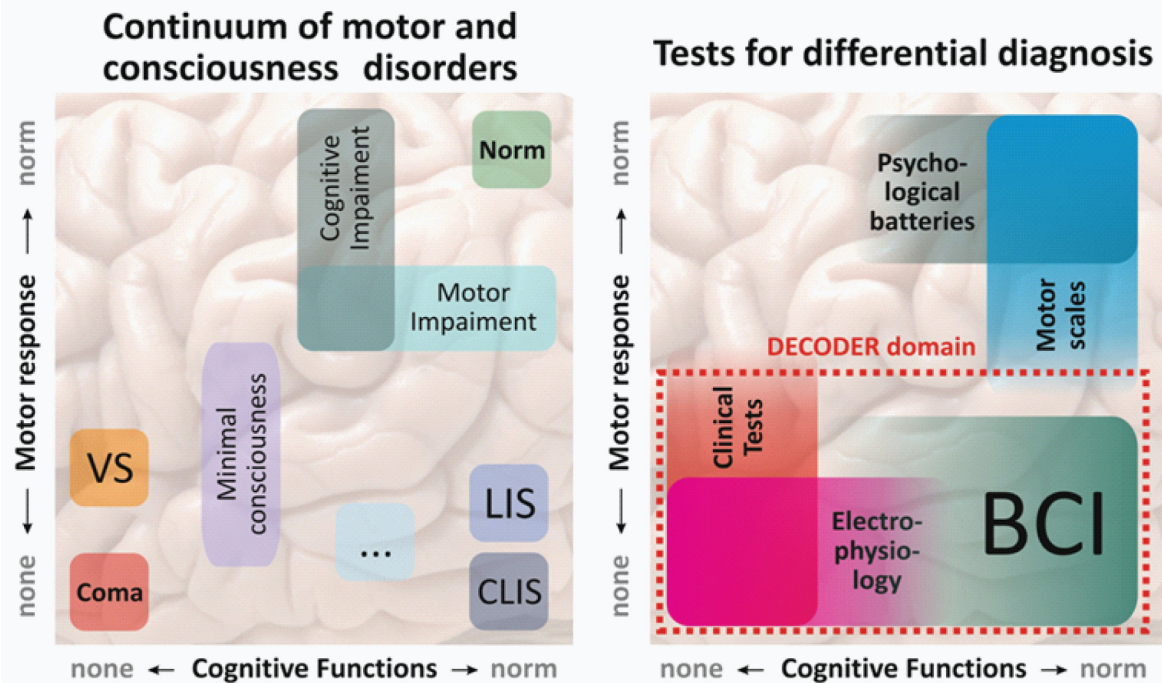 Continuum of motor and
consciousness disorders
norm
Motor response
none
Cognitive
Impaiment
Norm
Motor
Impaiment
Minimal
consciousness
VS
Coma
...
LIS
CLIS
none ← Cognitive Functions → norm
Tests for differential diagnosis
norm
Motor response
none
Psycho-
logical
batteries
Motor
scales
DECODER domain
Clinical
Tests
Electro-
physio-
logy
BCI
none ← Cognitive Functions → norm